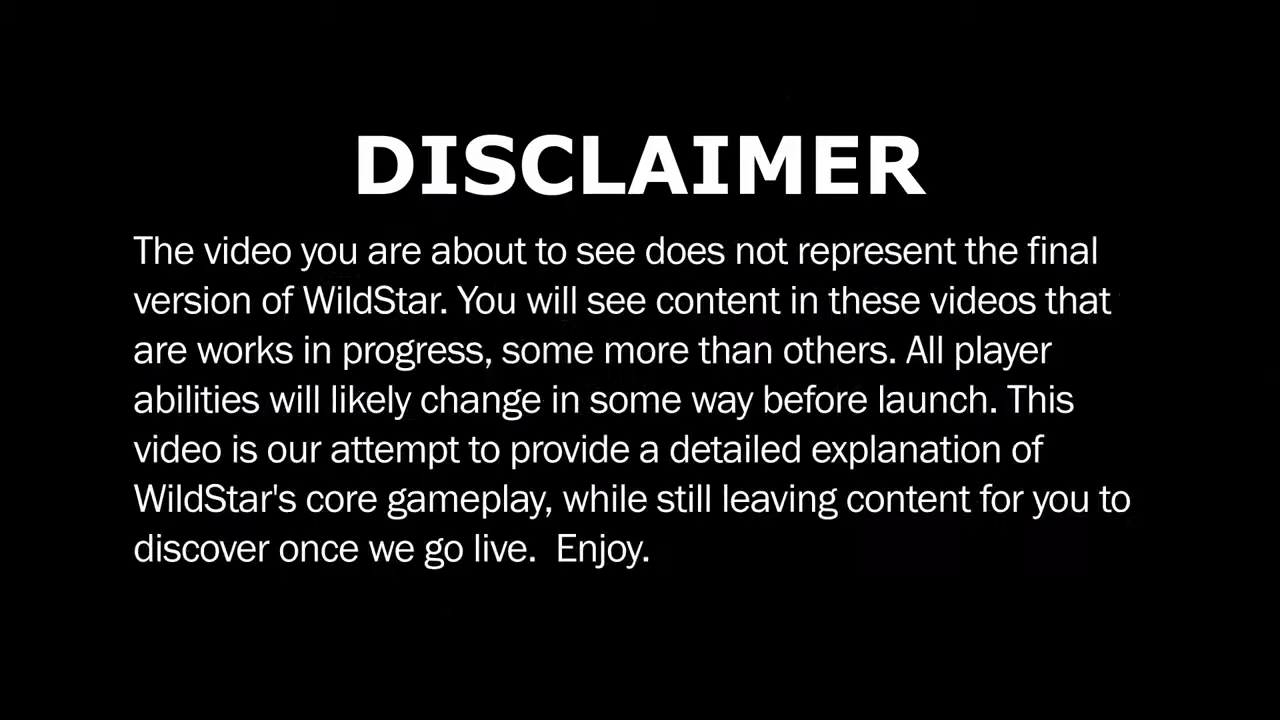 DISCLAIMER
The video you are about to see does not represent the final
version of WildStar. You will see content in these videos that
are works in progress, some more than others. All player
abilities will likely change in some way before launch. This
video is our attempt to provide a detailed explanation of
WildStar's core gameplay, while still leaving content for you to
discover once we go live.  Enjoy.